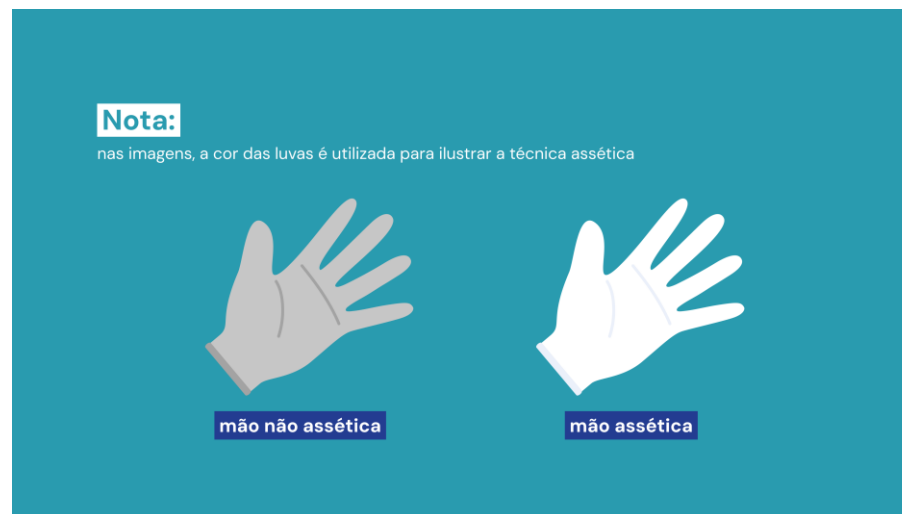 Nota:
nas imagens, a cor das luvas é utilizada para ilustrar a técnica assética
mão não assética
mão assética